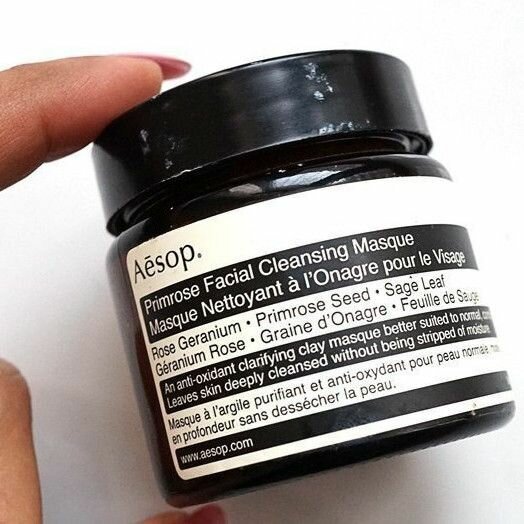 Aēsop.
Primrose Facial Cleansing Masque
Masque Nettoyant à l'Onagre pour le Visage
Rose Geranium · Primrose Seed · Sage Leaf
Géranium Rose · Graine d'Onagre · Feuille de Sauge
An anti-oxidant clarifying clay masque better suited to normal,
Leaves skin deeply cleansed without being stripped of moisture.
Masque à l'argile purifiant et anti-oxydant pour peau normale
en profondeur sans dessécher la peau.
www.aesop.com